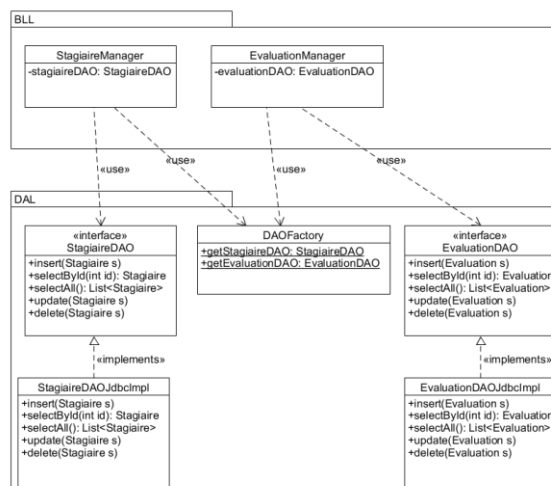 BLL
StagiaireManager
-stagiaireDAO: StagiaireDAO
EvaluationManager
-evaluationDAO: EvaluationDAO
«use»
«use»
«use»
«use»
DAL
«interface»
StagiaireDAO
+insert(Stagiaire s)
+selectById(int id): Stagiaire
+selectAll(): List<Stagiaire>
+update(Stagiaire s)
+delete(Stagiaire s)
DAOFactory
+getStagiaireDAO: StagiaireDAO
+getEvaluationDAO: EvaluationDAO
«interface»
EvaluationDAO
+insert(Evaluation s)
+selectById(int id): Evaluation
+selectAll(): List<Evaluation>
+update(Evaluation s)
+delete(Evaluation s)
«implements»
«implements»
StagiaireDAOJdbcImpl
+insert(Stagiaire s)
+selectById(int id): Stagiaire
+selectAll(): List<Stagiaire>
+update(Stagiaire s)
+delete(Stagiaire s)
EvaluationDAOJdbcImpl
+insert(Evaluation s)
+selectById(int id): Evaluation
+selectAll(): List<Evaluation>
+update(Evaluation s)
+delete(Evaluation s)